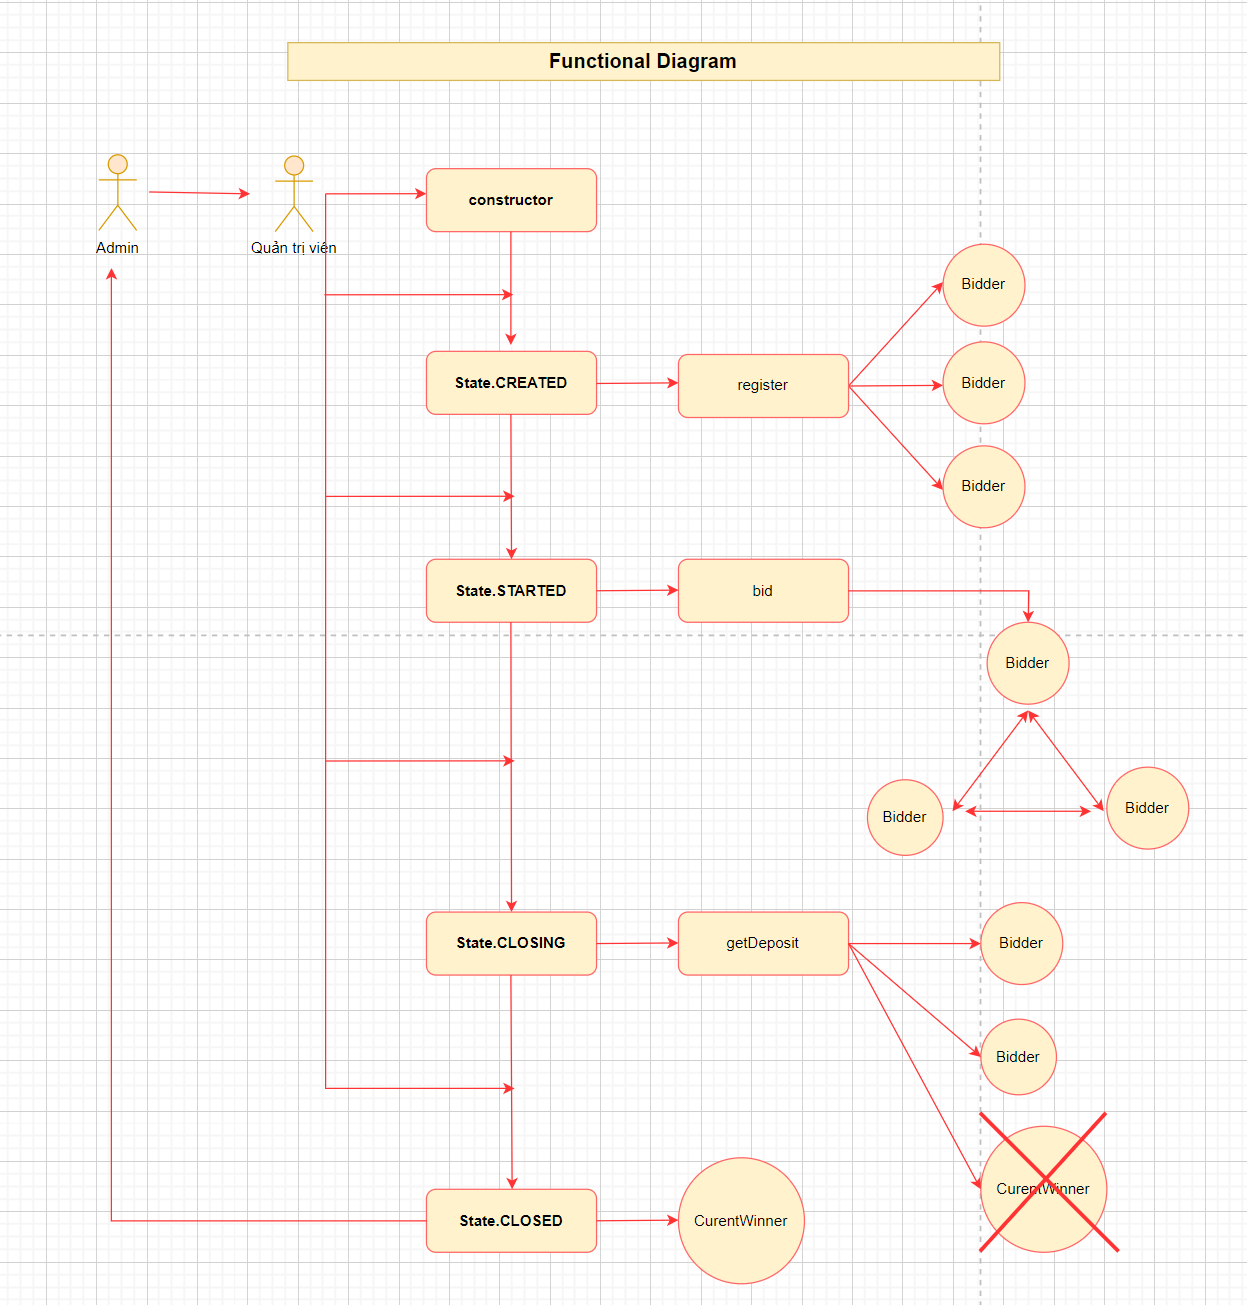 Functional Diagram
Admin
Quản trị viên
constructor
Bidder
State.CREATED
register
Bidder
Bidder
State.STARTED
bid
Bidder
Bidder
Bidder
State.CLOSING
getDeposit
Bidder
Bidder
CurentWinner
State.CLOSED
CurentWinner